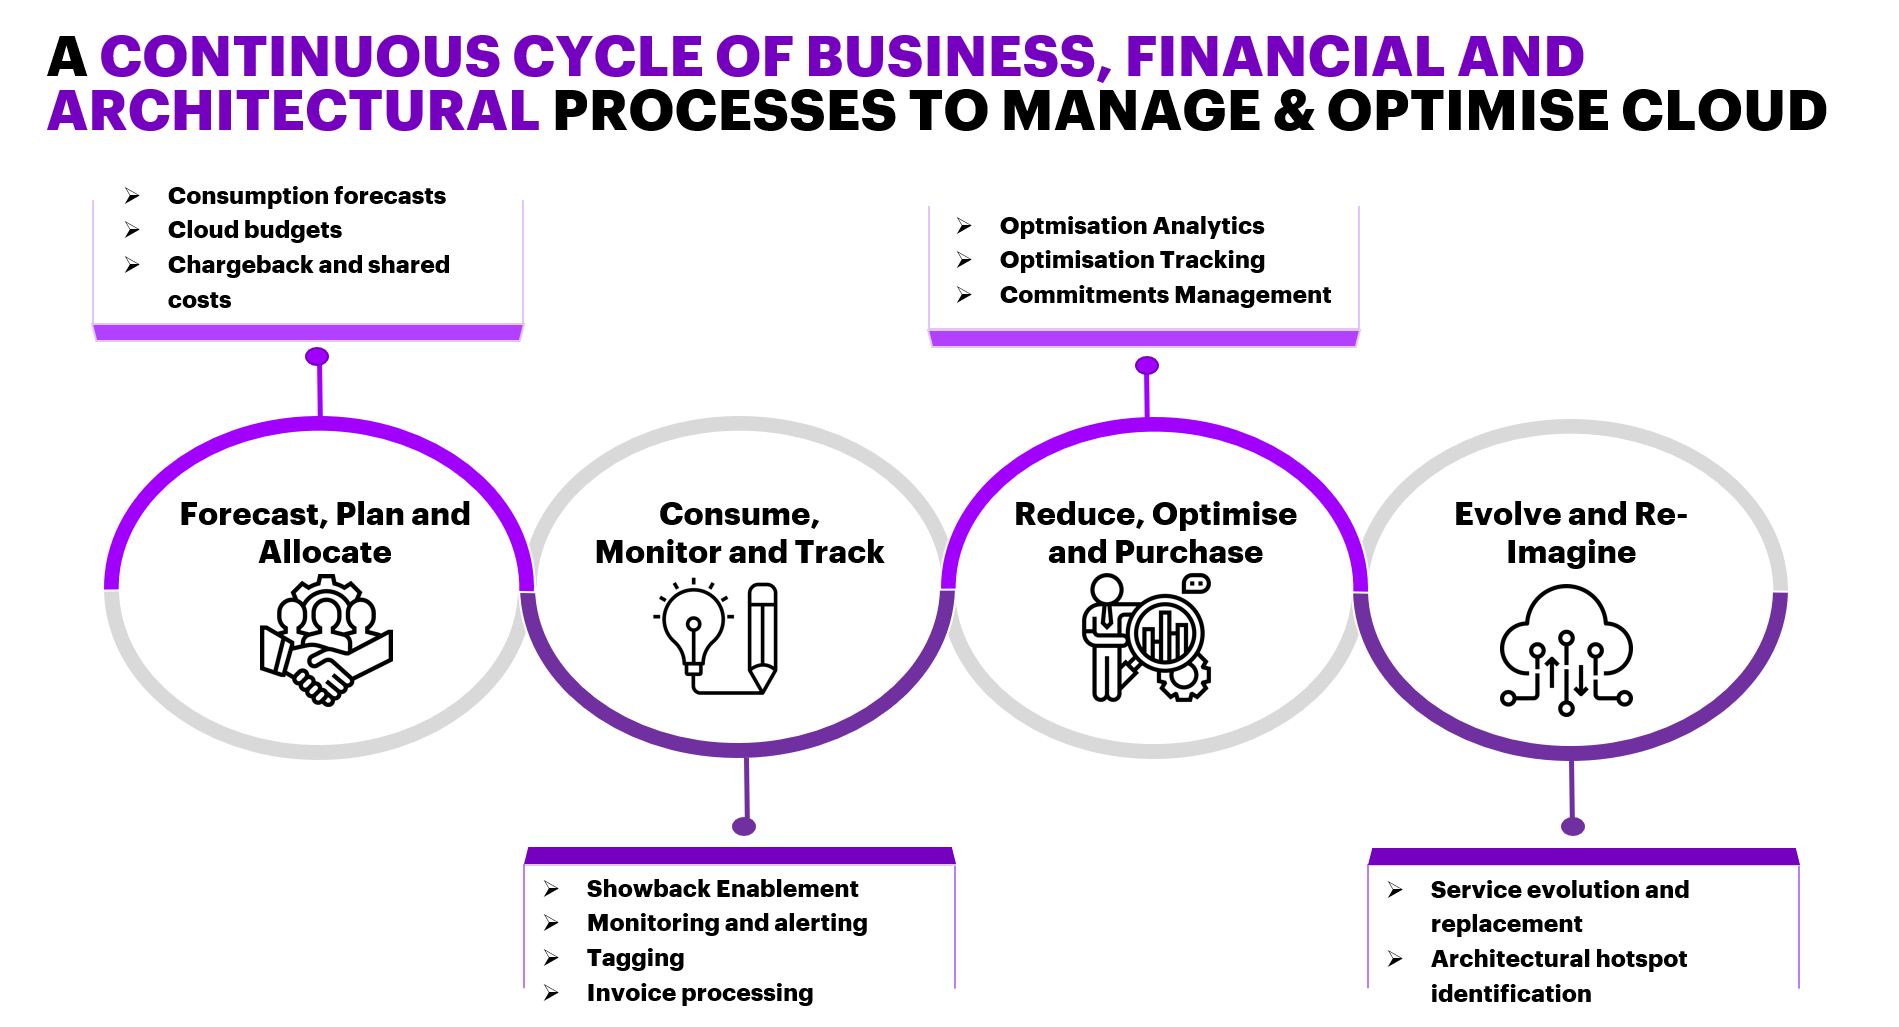 A CONTINUOUS CYCLE OF BUSINESS, FINANCIAL AND
ARCHITECTURAL PROCESSES TO MANAGE & OPTIMISE CLOUD
Consumption forecasts
Cloud budgets
Chargeback and shared
costs
Optmisation Analytics
Optimisation Tracking
Commitments Management
Forecast, Plan and
Allocate
Consume,
Monitor and Track
Reduce, Optimise
and Purchase
Evolve and Re-
Imagine
Showback Enablement
Monitoring and alerting
Tagging
Invoice processing
Service evolution and
replacement
Architectural hotspot
identification